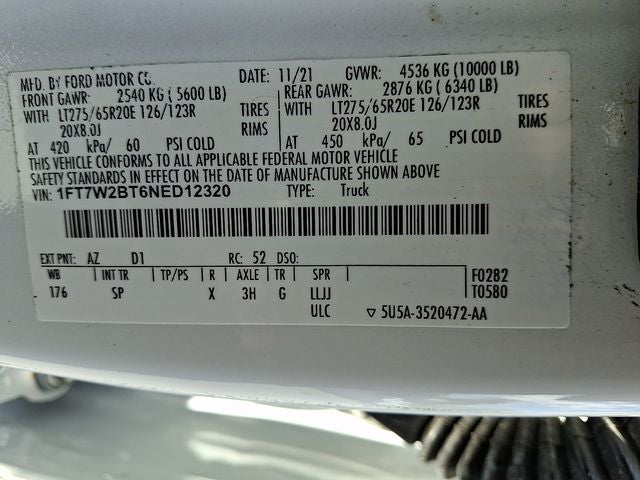 MFD. BY FORD MOTOR CO. DATE: 11/21 GVWR: 4536 KG (10000 LB)
FRONT GAWR: 2540 KG ( 5600 LB) REAR GAWR: 2876 KG ( 6340 LB)
WITH LT275/65R20E 126/123R TIRES WITH LT275/65R20E 126/123R TIRES
20X8.0J RIMS 20X8.0J RIMS
AT 420 kPa/ 60 PSI COLD AT 450 kPa/ 65 PSI COLD
THIS VEHICLE CONFORMS TO ALL APPLICABLE FEDERAL MOTOR VEHICLE
SAFETY STANDARDS IN EFFECT ON THE DATE OF MANUFACTURE SHOWN ABOVE
VIN: 1FT7W2BT6NED12320 TYPE: Truck
EXT PNT: AZ D1 RC: 52 DSO:
WB INT TR TP/PS R AXLE TR SPR F0282
176 SP X 3H G LLJJ T0580
ULC ▽ 5U5A-3520472-AA